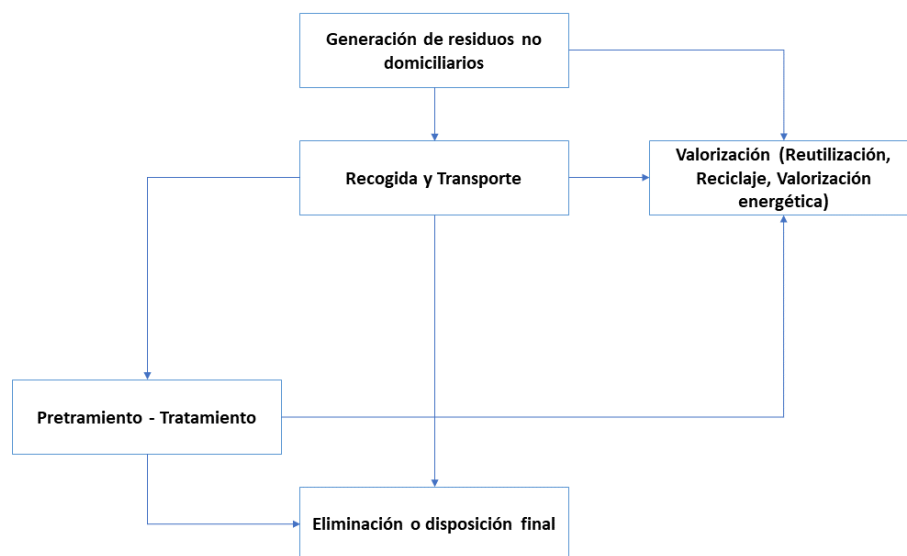 Generación de residuos no
domiciliarios
Valorización (Reutilización,
Reciclaje, Valorización
energética)
Recogida y Transporte
Pretramiento - Tratamiento
Eliminación o disposición final